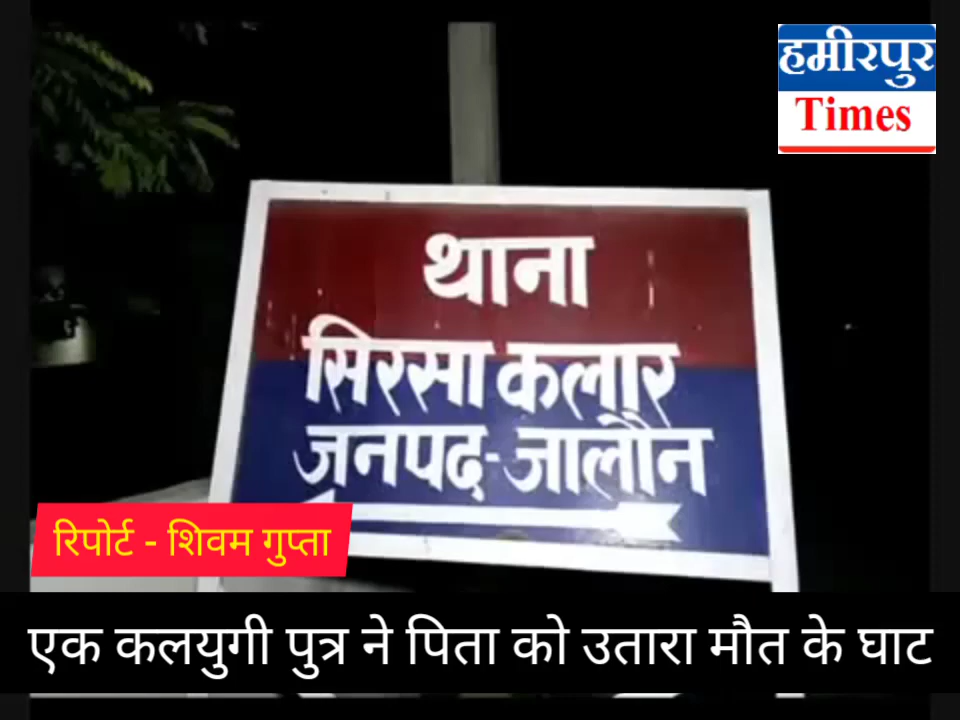 हमीरपुर
Times
थाना
सिरसा कलार
जनपद-जालौन
रिपोर्ट - शिवम गुप्ता
एक कलयुगी पुत्र ने पिता को उतारा मौत के घाट